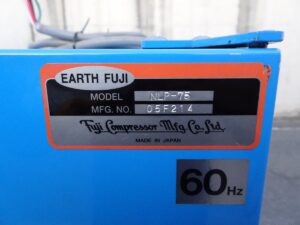 EARTH FUJI
MODEL NLP-75
MFG. NO. 05F214
Fuji Compressor Mfg. Co., Ltd.
MADE IN JAPAN
60Hz